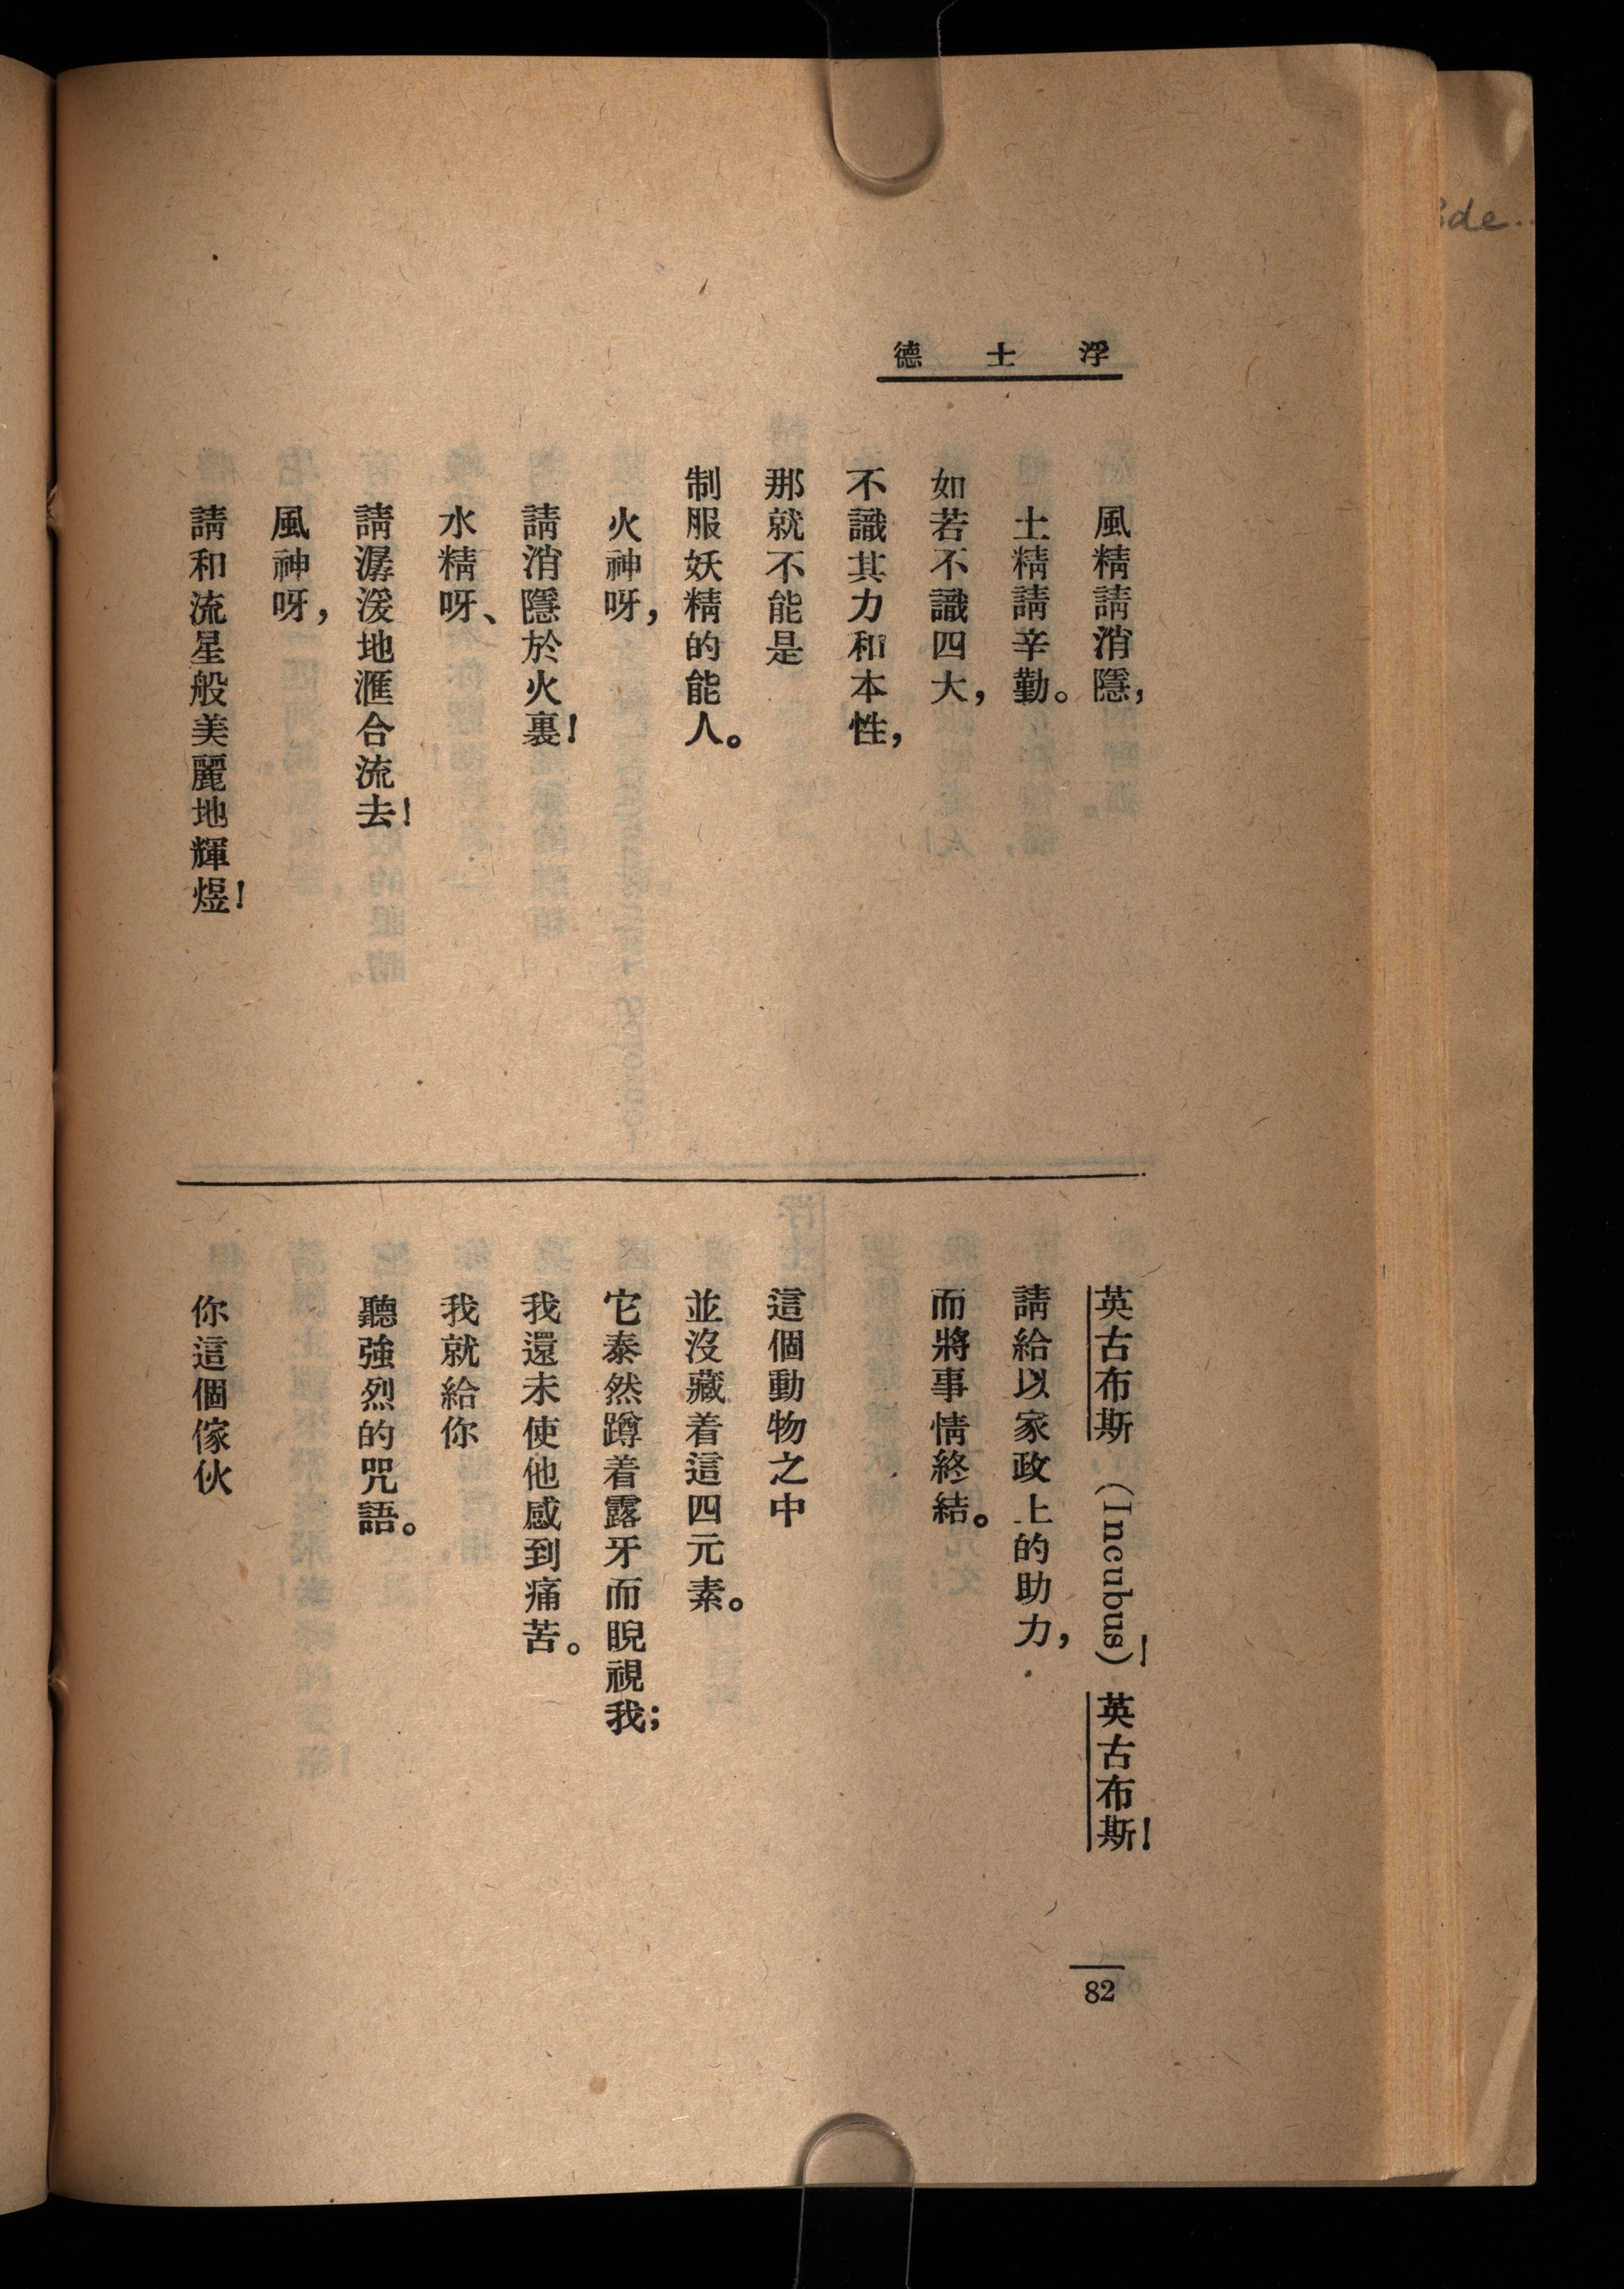 浮士德
風精請消隱，
土精請辛勤。
如若不識四大，
不識其力和本性，
那就不能是
制服妖精的能人。
火神呀，
請消隱於火裏！
水精呀、
請潺湲地滙合流去！
風神呀，
請和流星般美麗地輝煜！
英古布斯（Incubus）英古布斯！
請給以家政上的助力，
而將事情終結。
這個動物之中
並沒藏着這四元素。
它泰然蹲着露牙而睨視我；
我還未使他感到痛苦。
我就給你
聽強烈的咒語。
你這個傢伙
82